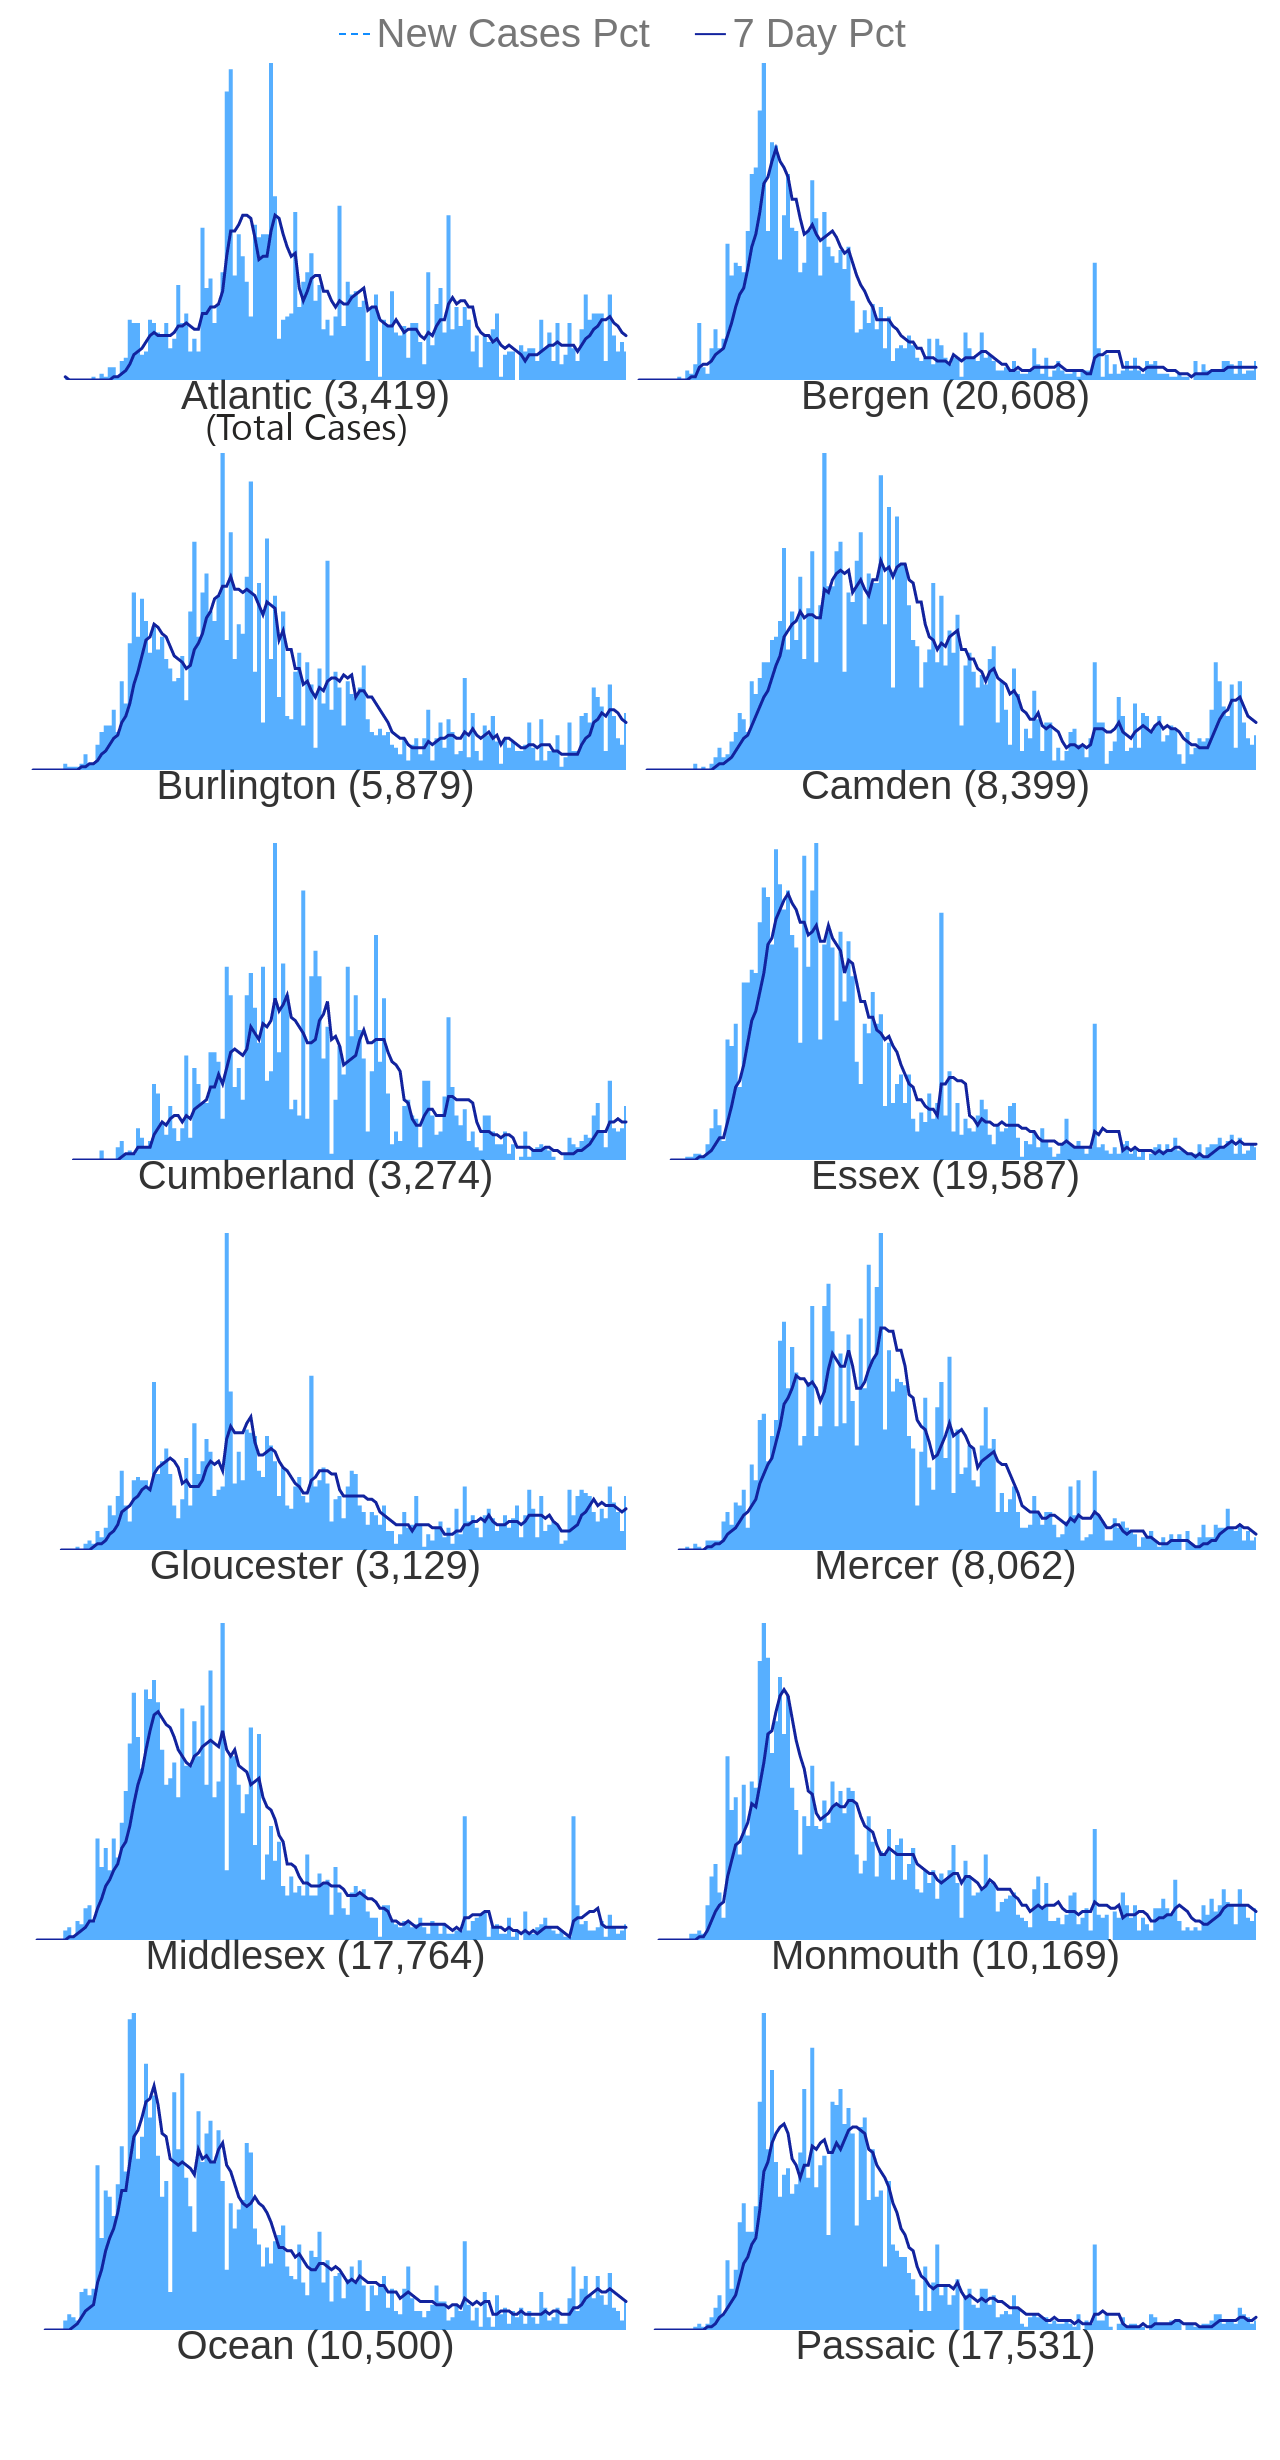 New Cases Pct 7 Day Pct
Atlantic (3,419) Bergen (20,608)
(Total Cases)
Burlington (5,879) Camden (8,399)
Cumberland (3,274) Essex (19,587)
Gloucester (3,129) Mercer (8,062)
Middlesex (17,764) Monmouth (10,169)
Ocean (10,500) Passaic (17,531)